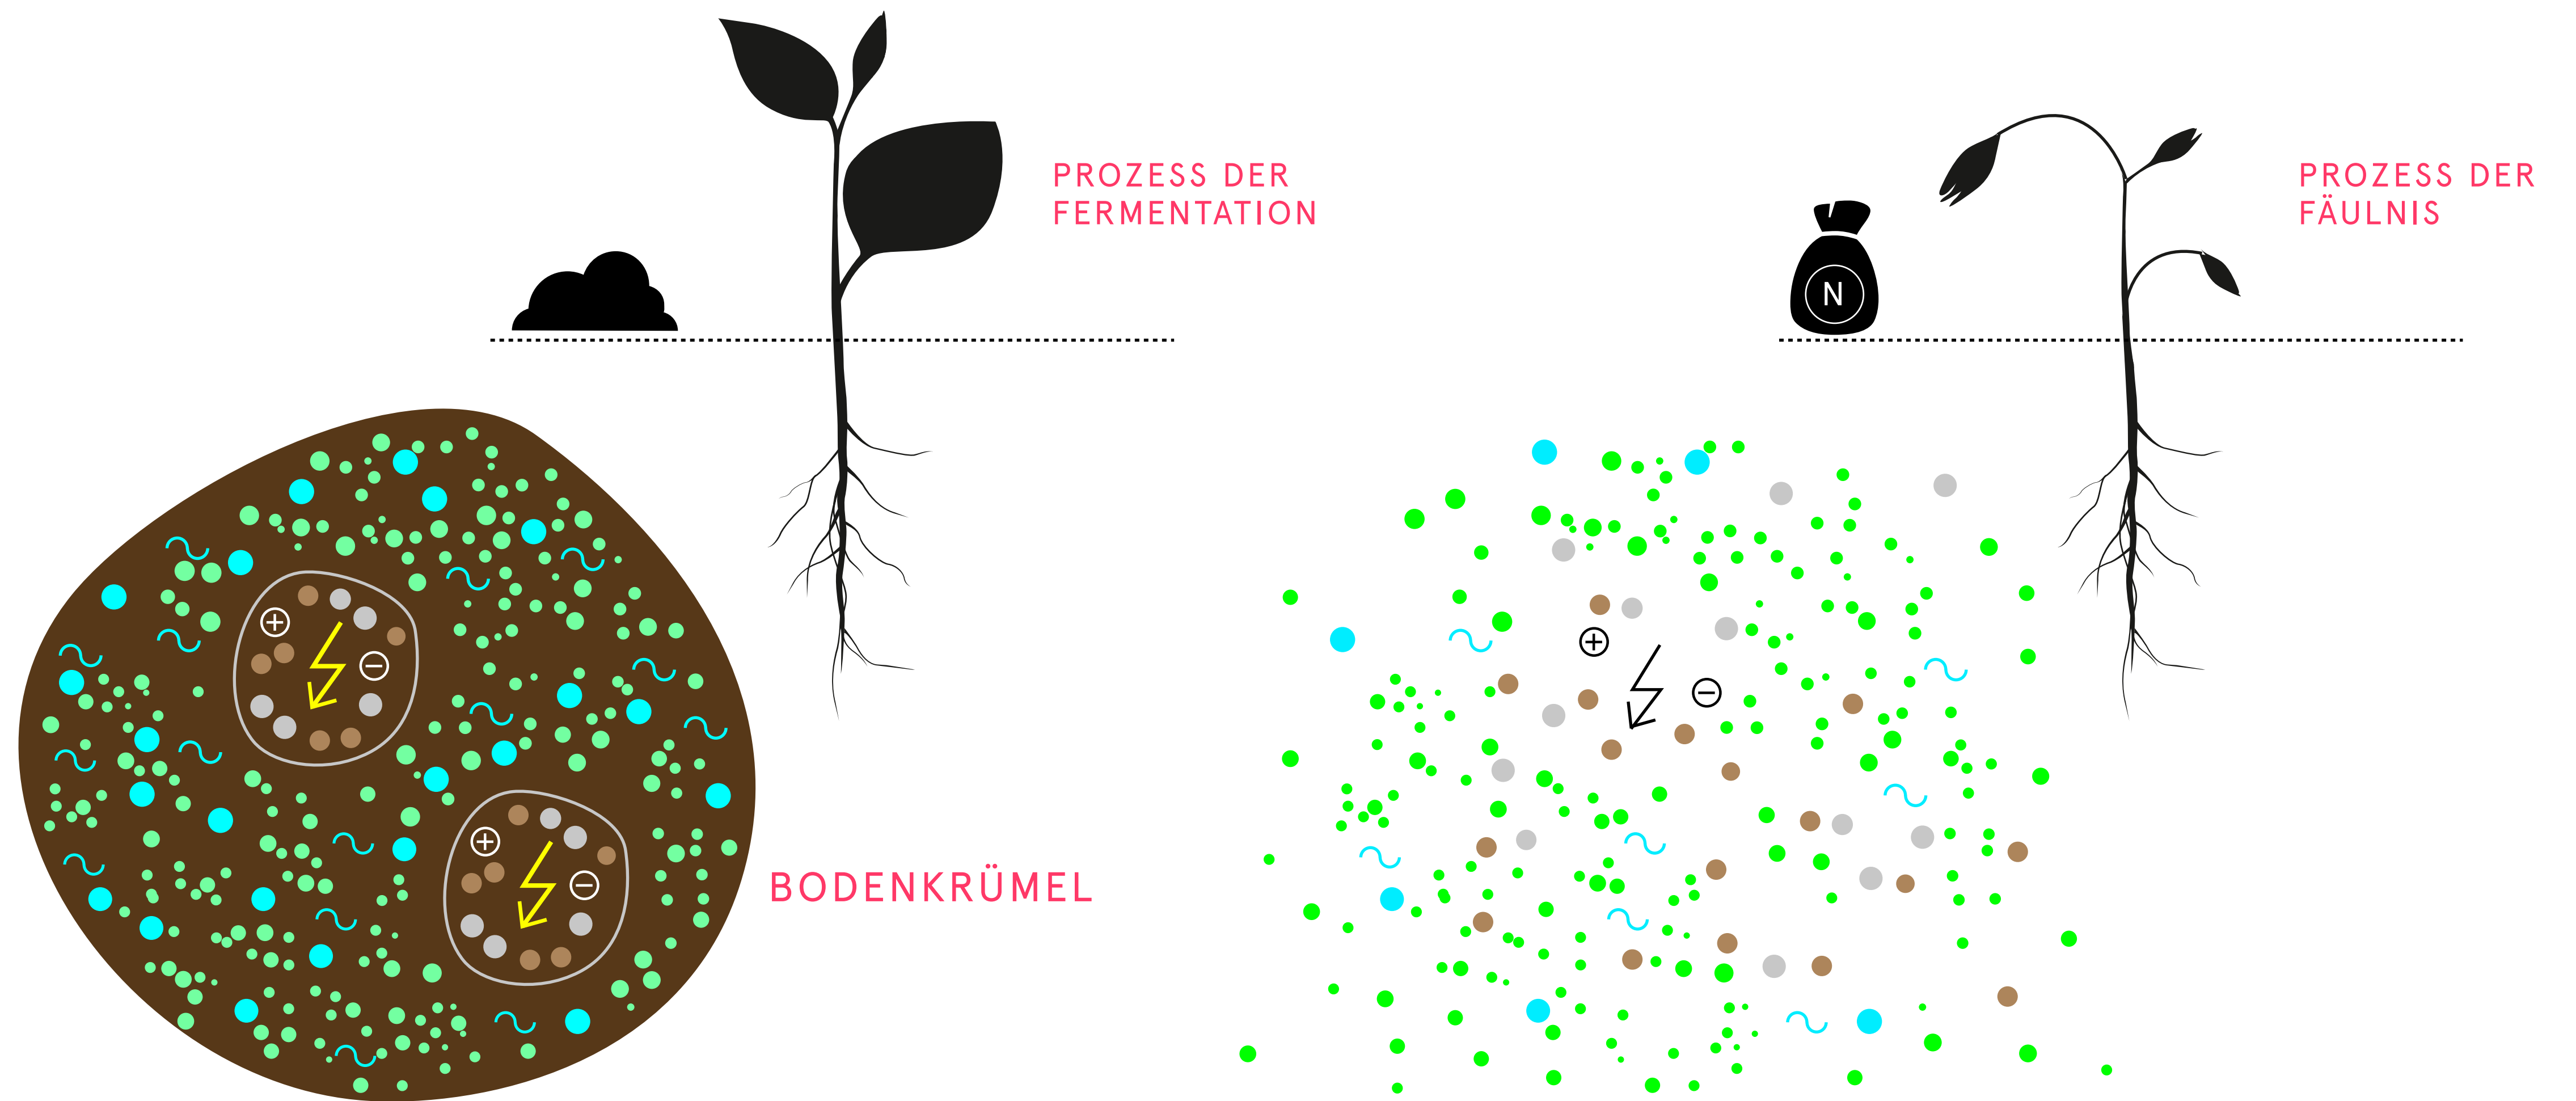 PROZESS DER
FERMENTATION
N
PROZESS DER
FÄULNIS
BODENKRÜMEL